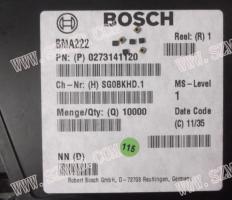 BOSCH
BMA222
Reel: (R) 1
PN: (P) 0273141120
Ch-Nr: (H) SG0BKHD.1
MS-Level
1
Menge/Qty: (Q) 10000
Date Code
(C) 11/35
115
NN (D)
Robert Bosch GmbH, D - 72703 Reutlingen, Germany